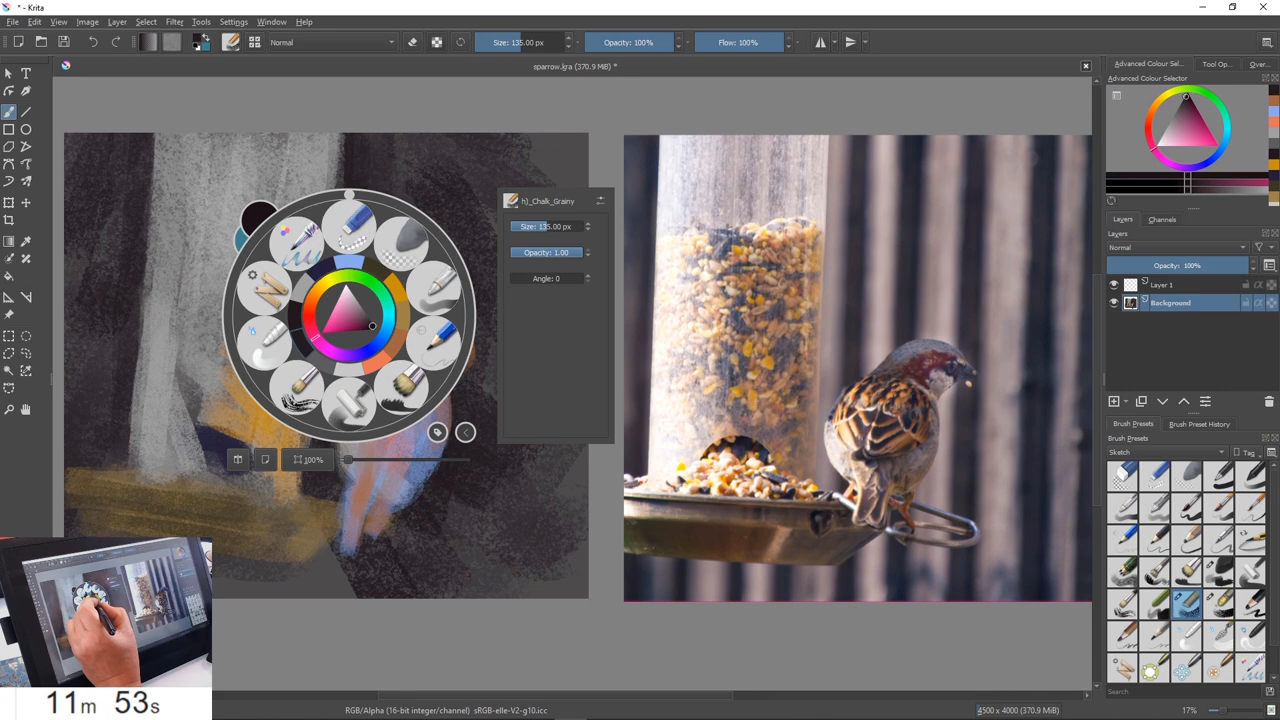 * - Krita
File Edit View Image Layer Select Filter Tools Settings Window Help
Normal Size: 135.00 px Opacity: 100% Flow: 100%
sparrow.kra (370.9 MiB) *
Advanced Colour Sel... Tool Op... Over...
Advanced Colour Selector
h)_Chalk_Grainy
Size: 135.00 px
Opacity: 1.00
Angle: 0
100%
Layers Channels
Layers
Normal
Opacity: 100%
Layer 1
Background
Brush Presets Brush Preset History
Brush Presets
Sketch Tag
Search
11m 53s
RGB/Alpha (16-bit integer/channel) sRGB-elle-V2-g10.icc 4500 x 4000 (370.9 MiB) 17%